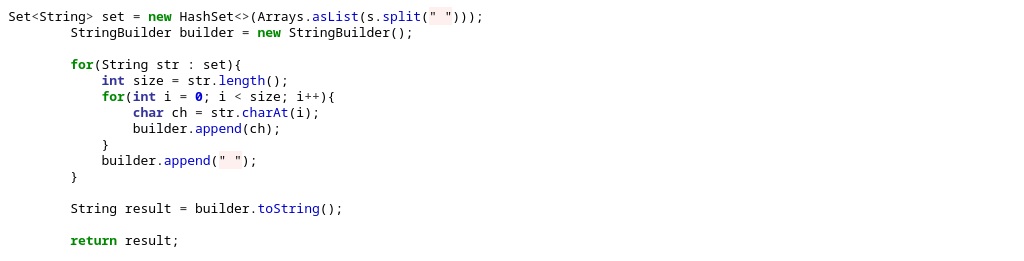 Set<String> set = new HashSet<>(Arrays.asList(s.split(" ")));
        StringBuilder builder = new StringBuilder();

        for(String str : set){
            int size = str.length();
            for(int i = 0; i < size; i++){
                char ch = str.charAt(i);
                builder.append(ch);
            }
            builder.append(" ");
        }

        String result = builder.toString();

        return result;